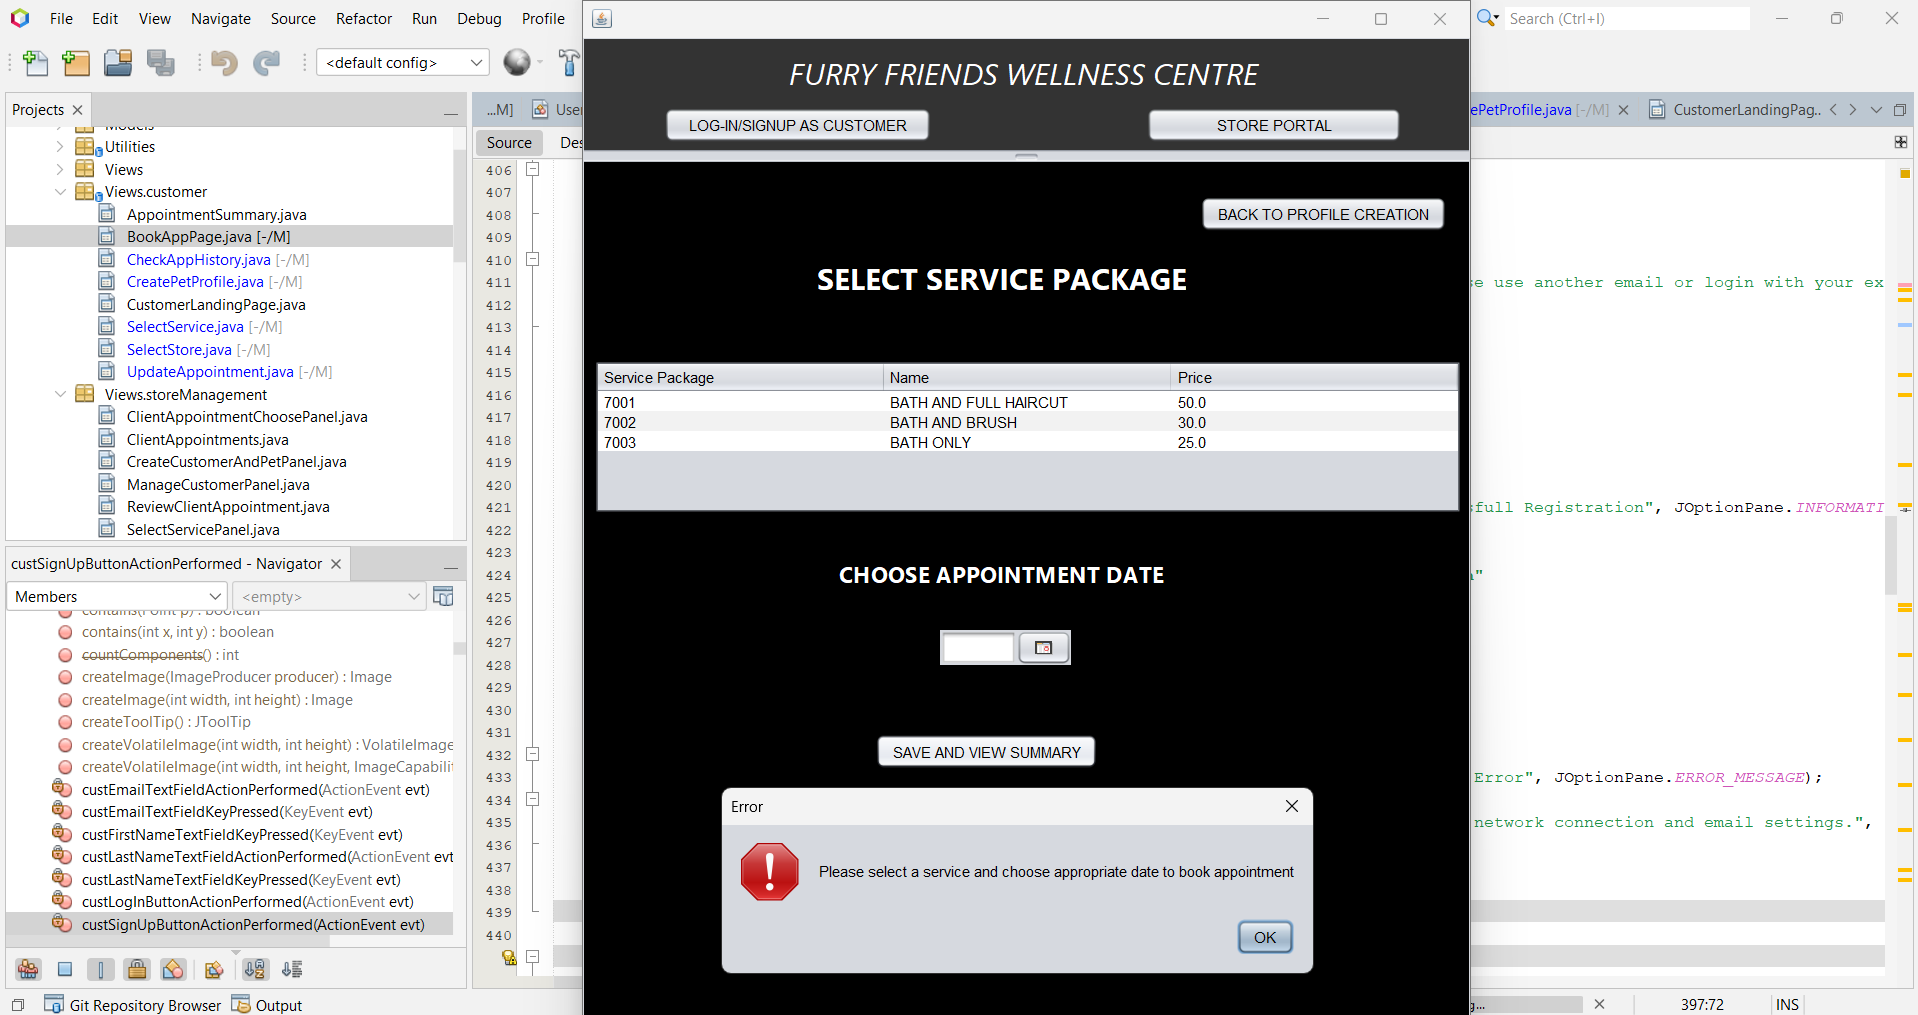 File Edit View Navigate Source Refactor Run Debug Profile
Search (Ctrl+I)
<default config>
Projects
Models
Utilities
Views
Views.customer
AppointmentSummary.java
BookAppPage.java [-/M]
CheckAppHistory.java [-/M]
CreatePetProfile.java [-/M]
CustomerLandingPage.java
SelectService.java [-/M]
SelectStore.java [-/M]
UpdateAppointment.java [-/M]
Views.storeManagement
ClientAppointmentChoosePanel.java
ClientAppointments.java
CreateCustomerAndPetPanel.java
ManageCustomerPanel.java
ReviewClientAppointment.java
SelectServicePanel.java
custSignUpButtonActionPerformed - Navigator
Members
<empty>
contains(Point p) : boolean
contains(int x, int y) : boolean
countComponents() : int
createImage(ImageProducer producer) : Image
createImage(int width, int height) : Image
createToolTip() : JToolTip
createVolatileImage(int width, int height) : VolatileImage
createVolatileImage(int width, int height, ImageCapabili
custEmailTextFieldActionPerformed(ActionEvent evt)
custEmailTextFieldKeyPressed(KeyEvent evt)
custFirstNameTextFieldKeyPressed(KeyEvent evt)
custLastNameTextFieldActionPerformed(ActionEvent evt
custLastNameTextFieldKeyPressed(KeyEvent evt)
custLogInButtonActionPerformed(ActionEvent evt)
custSignUpButtonActionPerformed(ActionEvent evt)
Git Repository Browser
Output
...M]
User
Source
Des
406
407
408
409
410
411
412
413
414
415
416
417
418
419
420
421
422
423
424
425
426
427
428
429
430
431
432
433
434
435
436
437
438
439
440
FURRY FRIENDS WELLNESS CENTRE
LOG-IN/SIGNUP AS CUSTOMER
STORE PORTAL
BACK TO PROFILE CREATION
SELECT SERVICE PACKAGE
Service Package Name Price
7001 BATH AND FULL HAIRCUT 50.0
7002 BATH AND BRUSH 30.0
7003 BATH ONLY 25.0
CHOOSE APPOINTMENT DATE
SAVE AND VIEW SUMMARY
Error
Please select a service and choose appropriate date to book appointment
OK
ePetProfile.java [-/M]
CustomerLandingPag..
se use another email or login with your ex
sfull Registration", JOptionPane.INFORMATI
"
Error", JOptionPane.ERROR_MESSAGE);
network connection and email settings.",
g...
397:72
INS